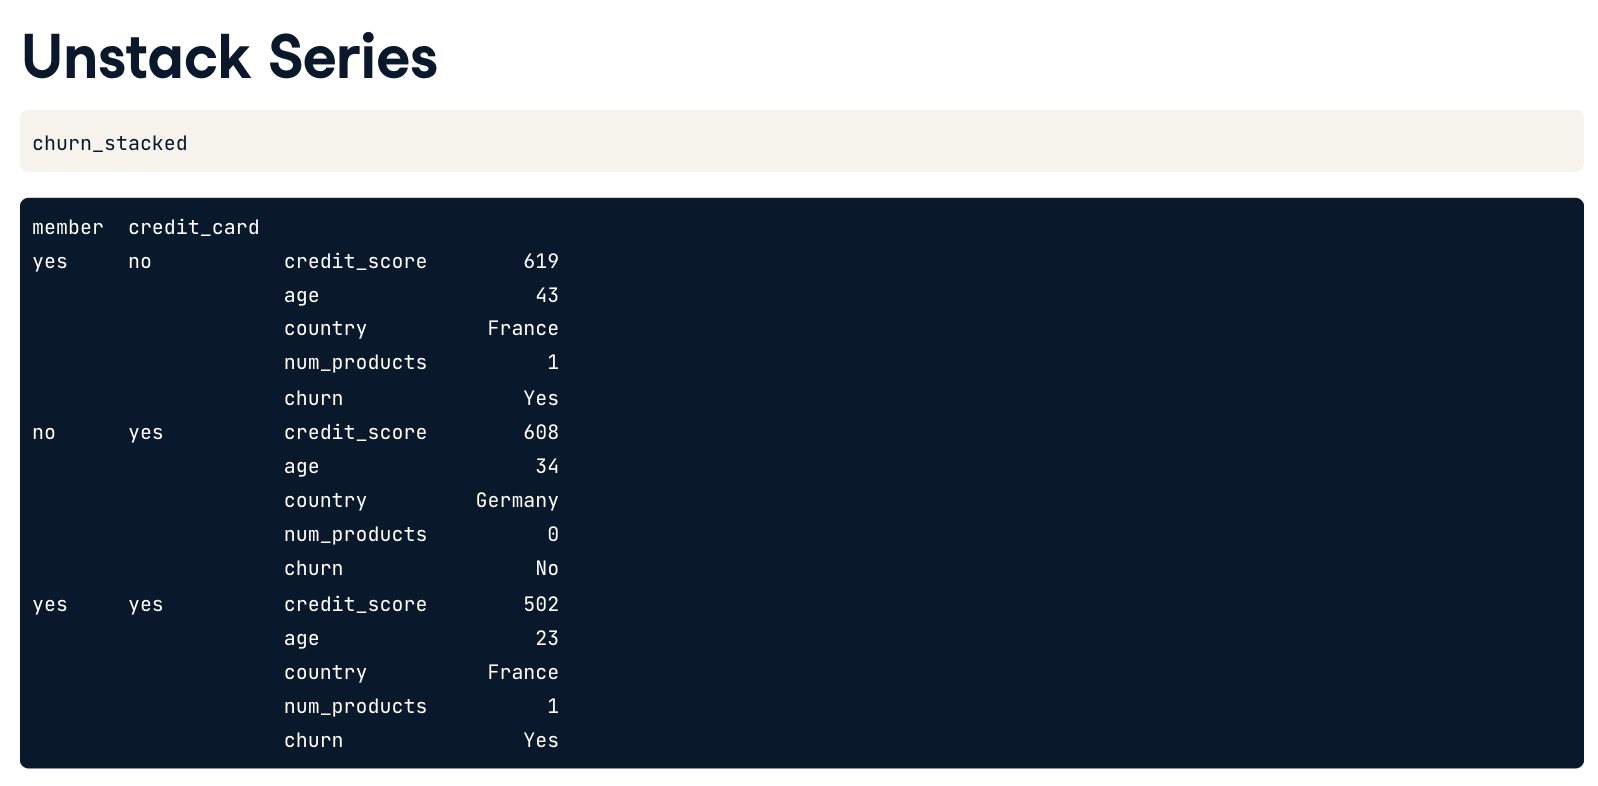 Unstack Series
churn_stacked
member  credit_card
yes     no           credit_score        619
                     age                  43
                     country          France
                     num_products          1
                     churn               Yes
no      yes          credit_score        608
                     age                  34
                     country         Germany
                     num_products          0
                     churn                No
yes     yes          credit_score        502
                     age                  23
                     country          France
                     num_products          1
                     churn               Yes